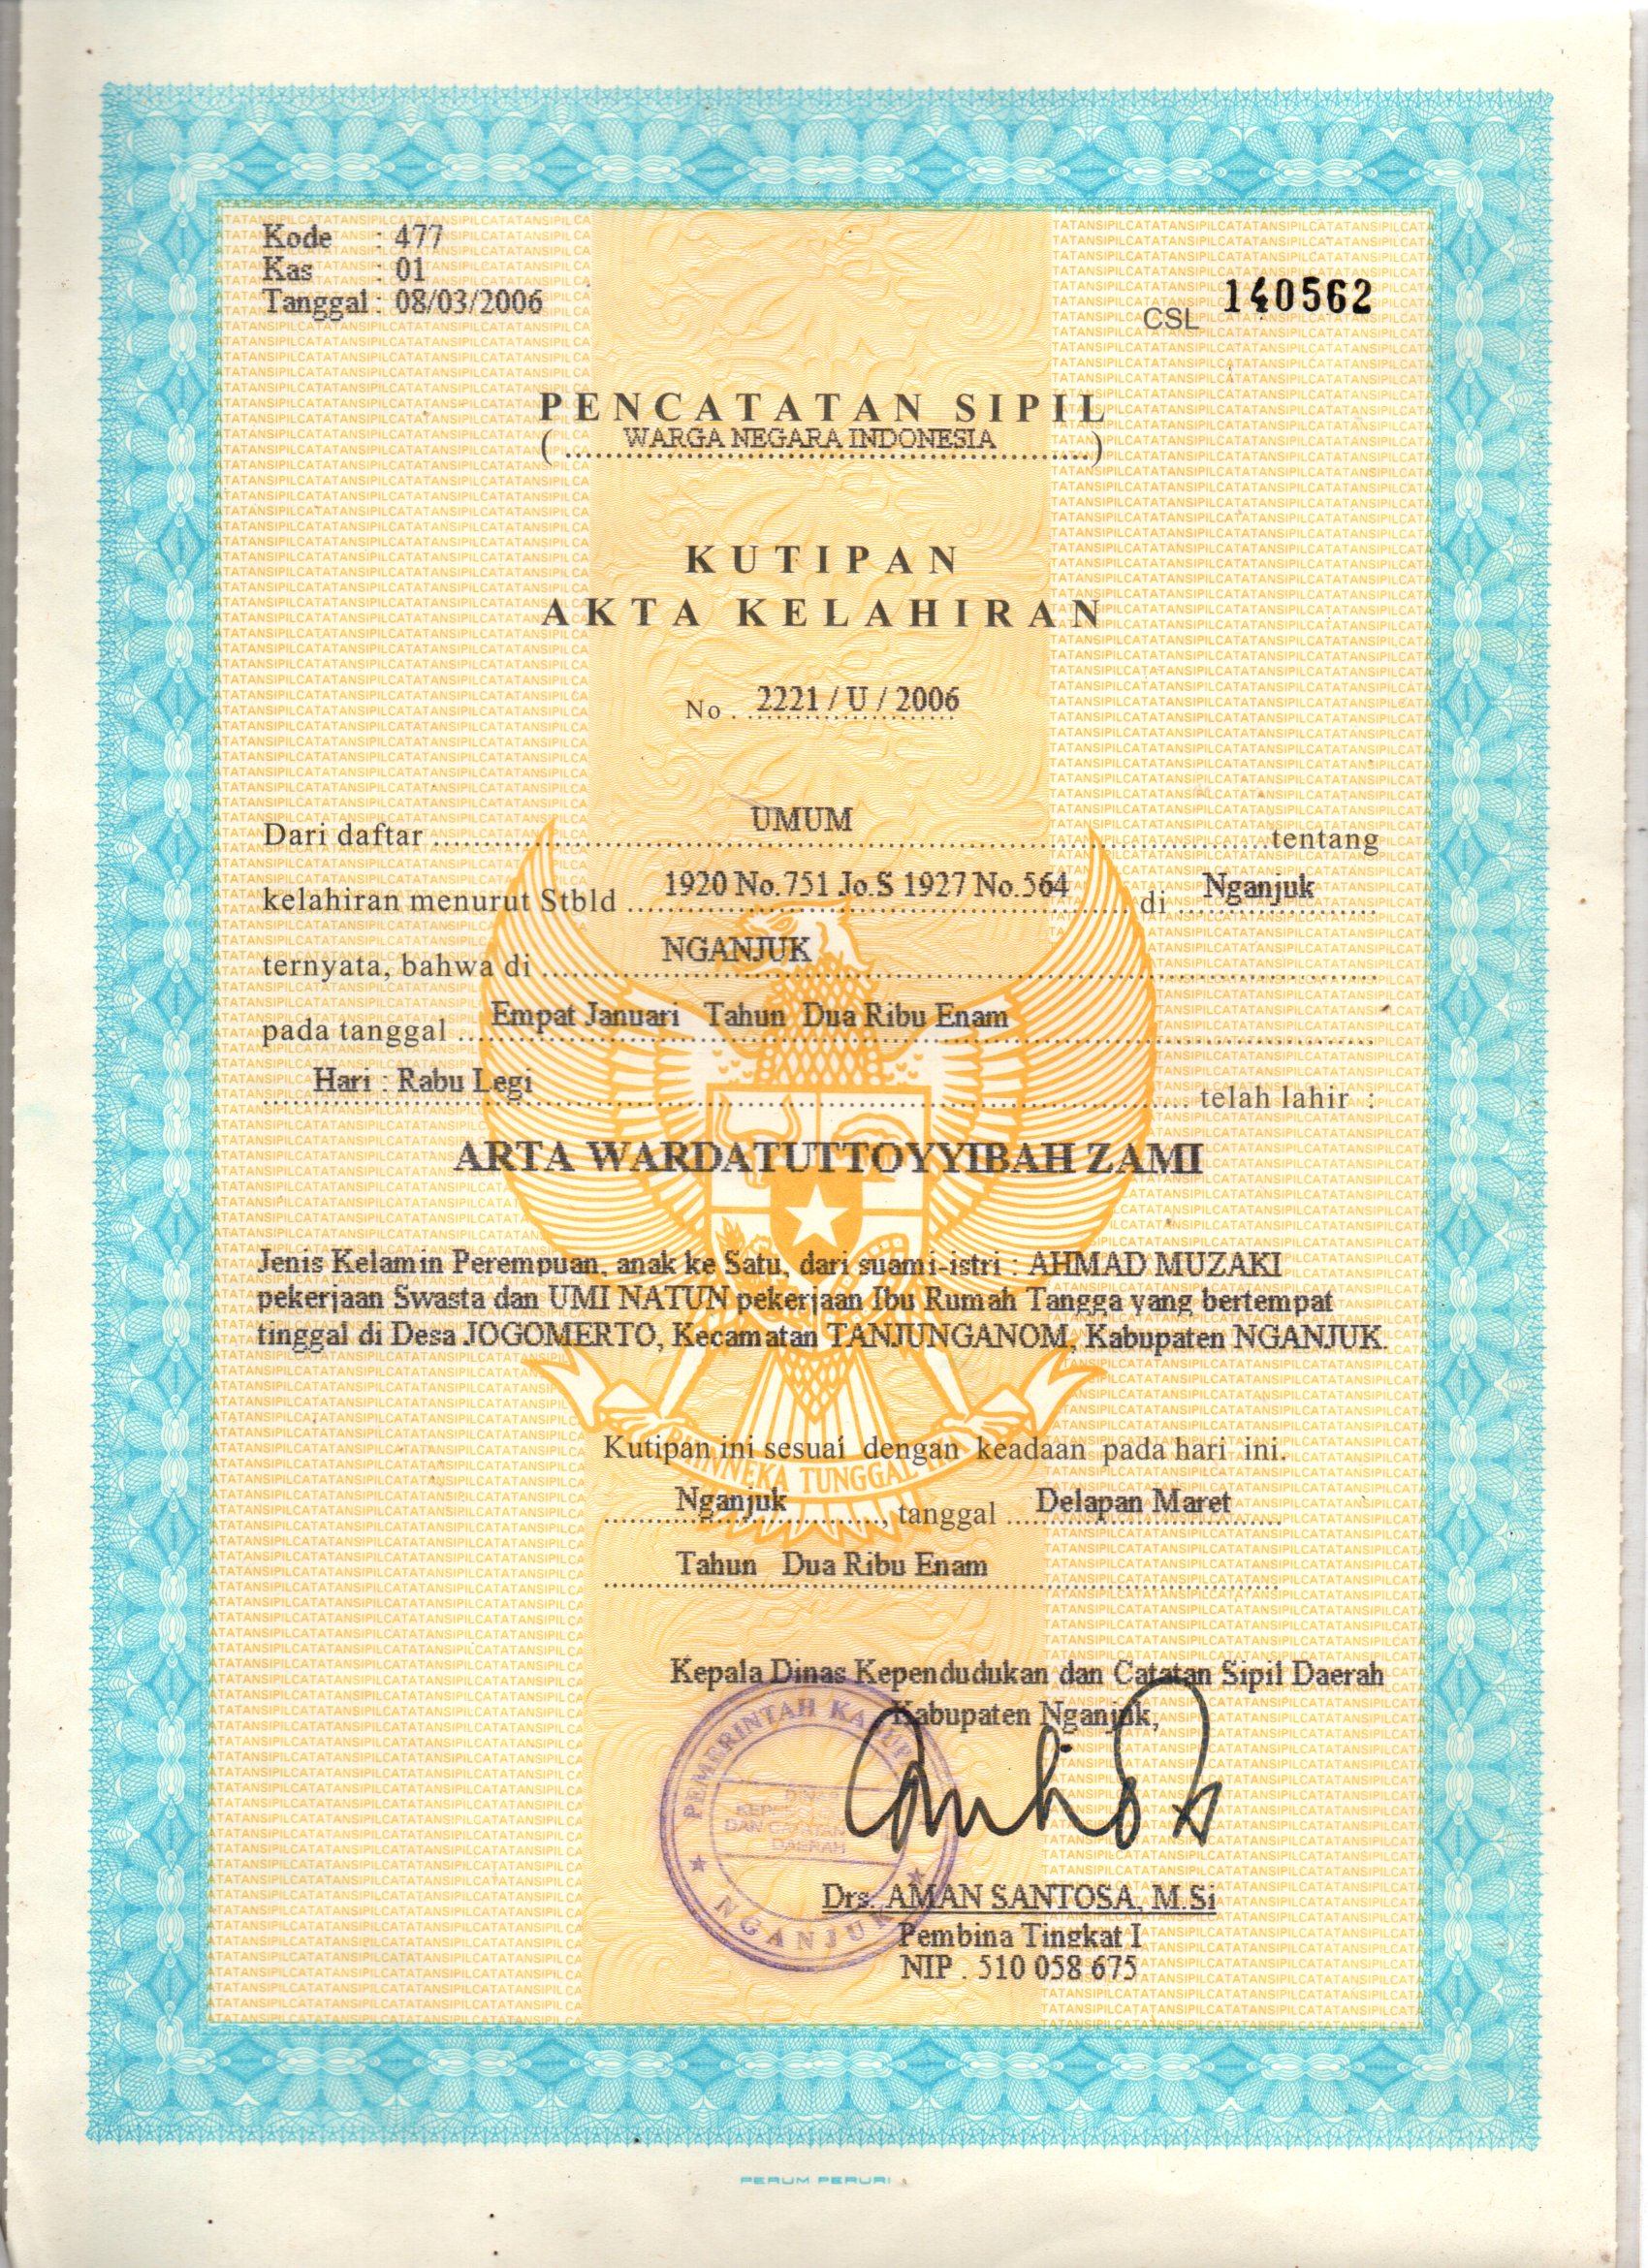 Kode : 477
Kas : 01
Tanggal : 08/03/2006
CSL 140562
PENCATATAN SIPIL
( WARGA NEGARA INDONESIA )
KUTIPAN
AKTA KELAHIRAN
No . 2221 / U / 2006
Dari daftar UMUM tentang
kelahiran menurut Stbld 1920 No.751 Jo.S 1927 No.564 di Nganjuk
ternyata, bahwa di NGANJUK
pada tanggal Empat Januari Tahun Dua Ribu Enam
Hari : Rabu Legi telah lahir :
ARTA WARDATUTTOYYIBAH ZAMI
Jenis Kelamin Perempuan, anak ke Satu, dari suami-istri : AHMAD MUZAKI
pekerjaan Swasta dan UMI NATUN pekerjaan Ibu Rumah Tangga yang bertempat
tinggal di Desa JOGOMERTO, Kecamatan TANJUNGANOM, Kabupaten NGANJUK.
Kutipan ini sesuai dengan keadaan pada hari ini.
BHINNEKA TUNGGAL IKA
Nganjuk, tanggal Delapan Maret
Tahun Dua Ribu Enam
Kepala Dinas Kependudukan dan Catatan Sipil Daerah
Kabupaten Nganjuk,
PEMERINTAH
DINAS
DAN
DAERAH
NGANJUK
Drs. AMAN SANTOSA, M.Si
Pembina Tingkat I
NIP . 510 058 675
PERUM PERURI